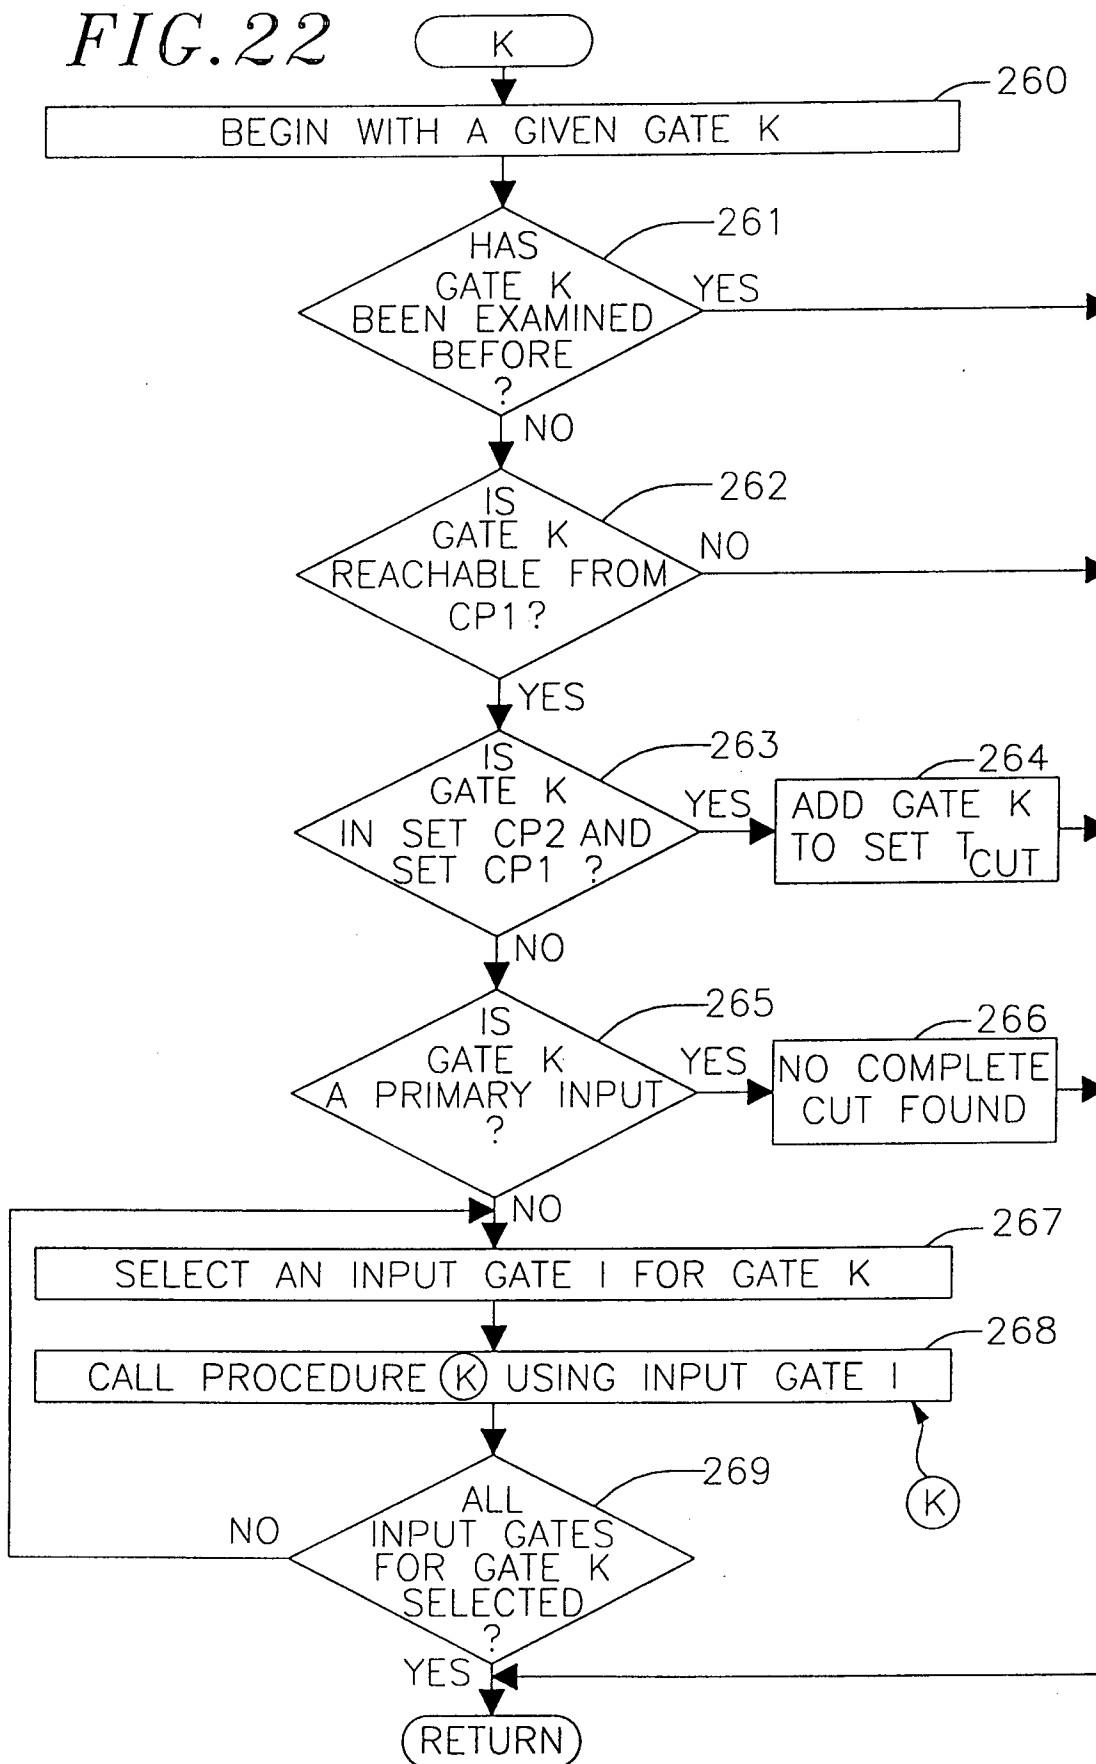 FIG.22
K
260
BEGIN WITH A GIVEN GATE K
261
HAS
GATE K
BEEN EXAMINED
BEFORE
?
YES
NO
262
IS
GATE K
REACHABLE FROM
CP1?
NO
YES
263
IS
GATE K
IN SET CP2 AND
SET CP1 ?
YES
264
ADD GATE K
TO SET TCUT
NO
265
IS
GATE K
A PRIMARY INPUT
?
YES
266
NO COMPLETE
CUT FOUND
NO
267
SELECT AN INPUT GATE I FOR GATE K
268
CALL PROCEDURE K USING INPUT GATE I
K
269
ALL
INPUT GATES
FOR GATE K
SELECTED
?
NO
YES
RETURN